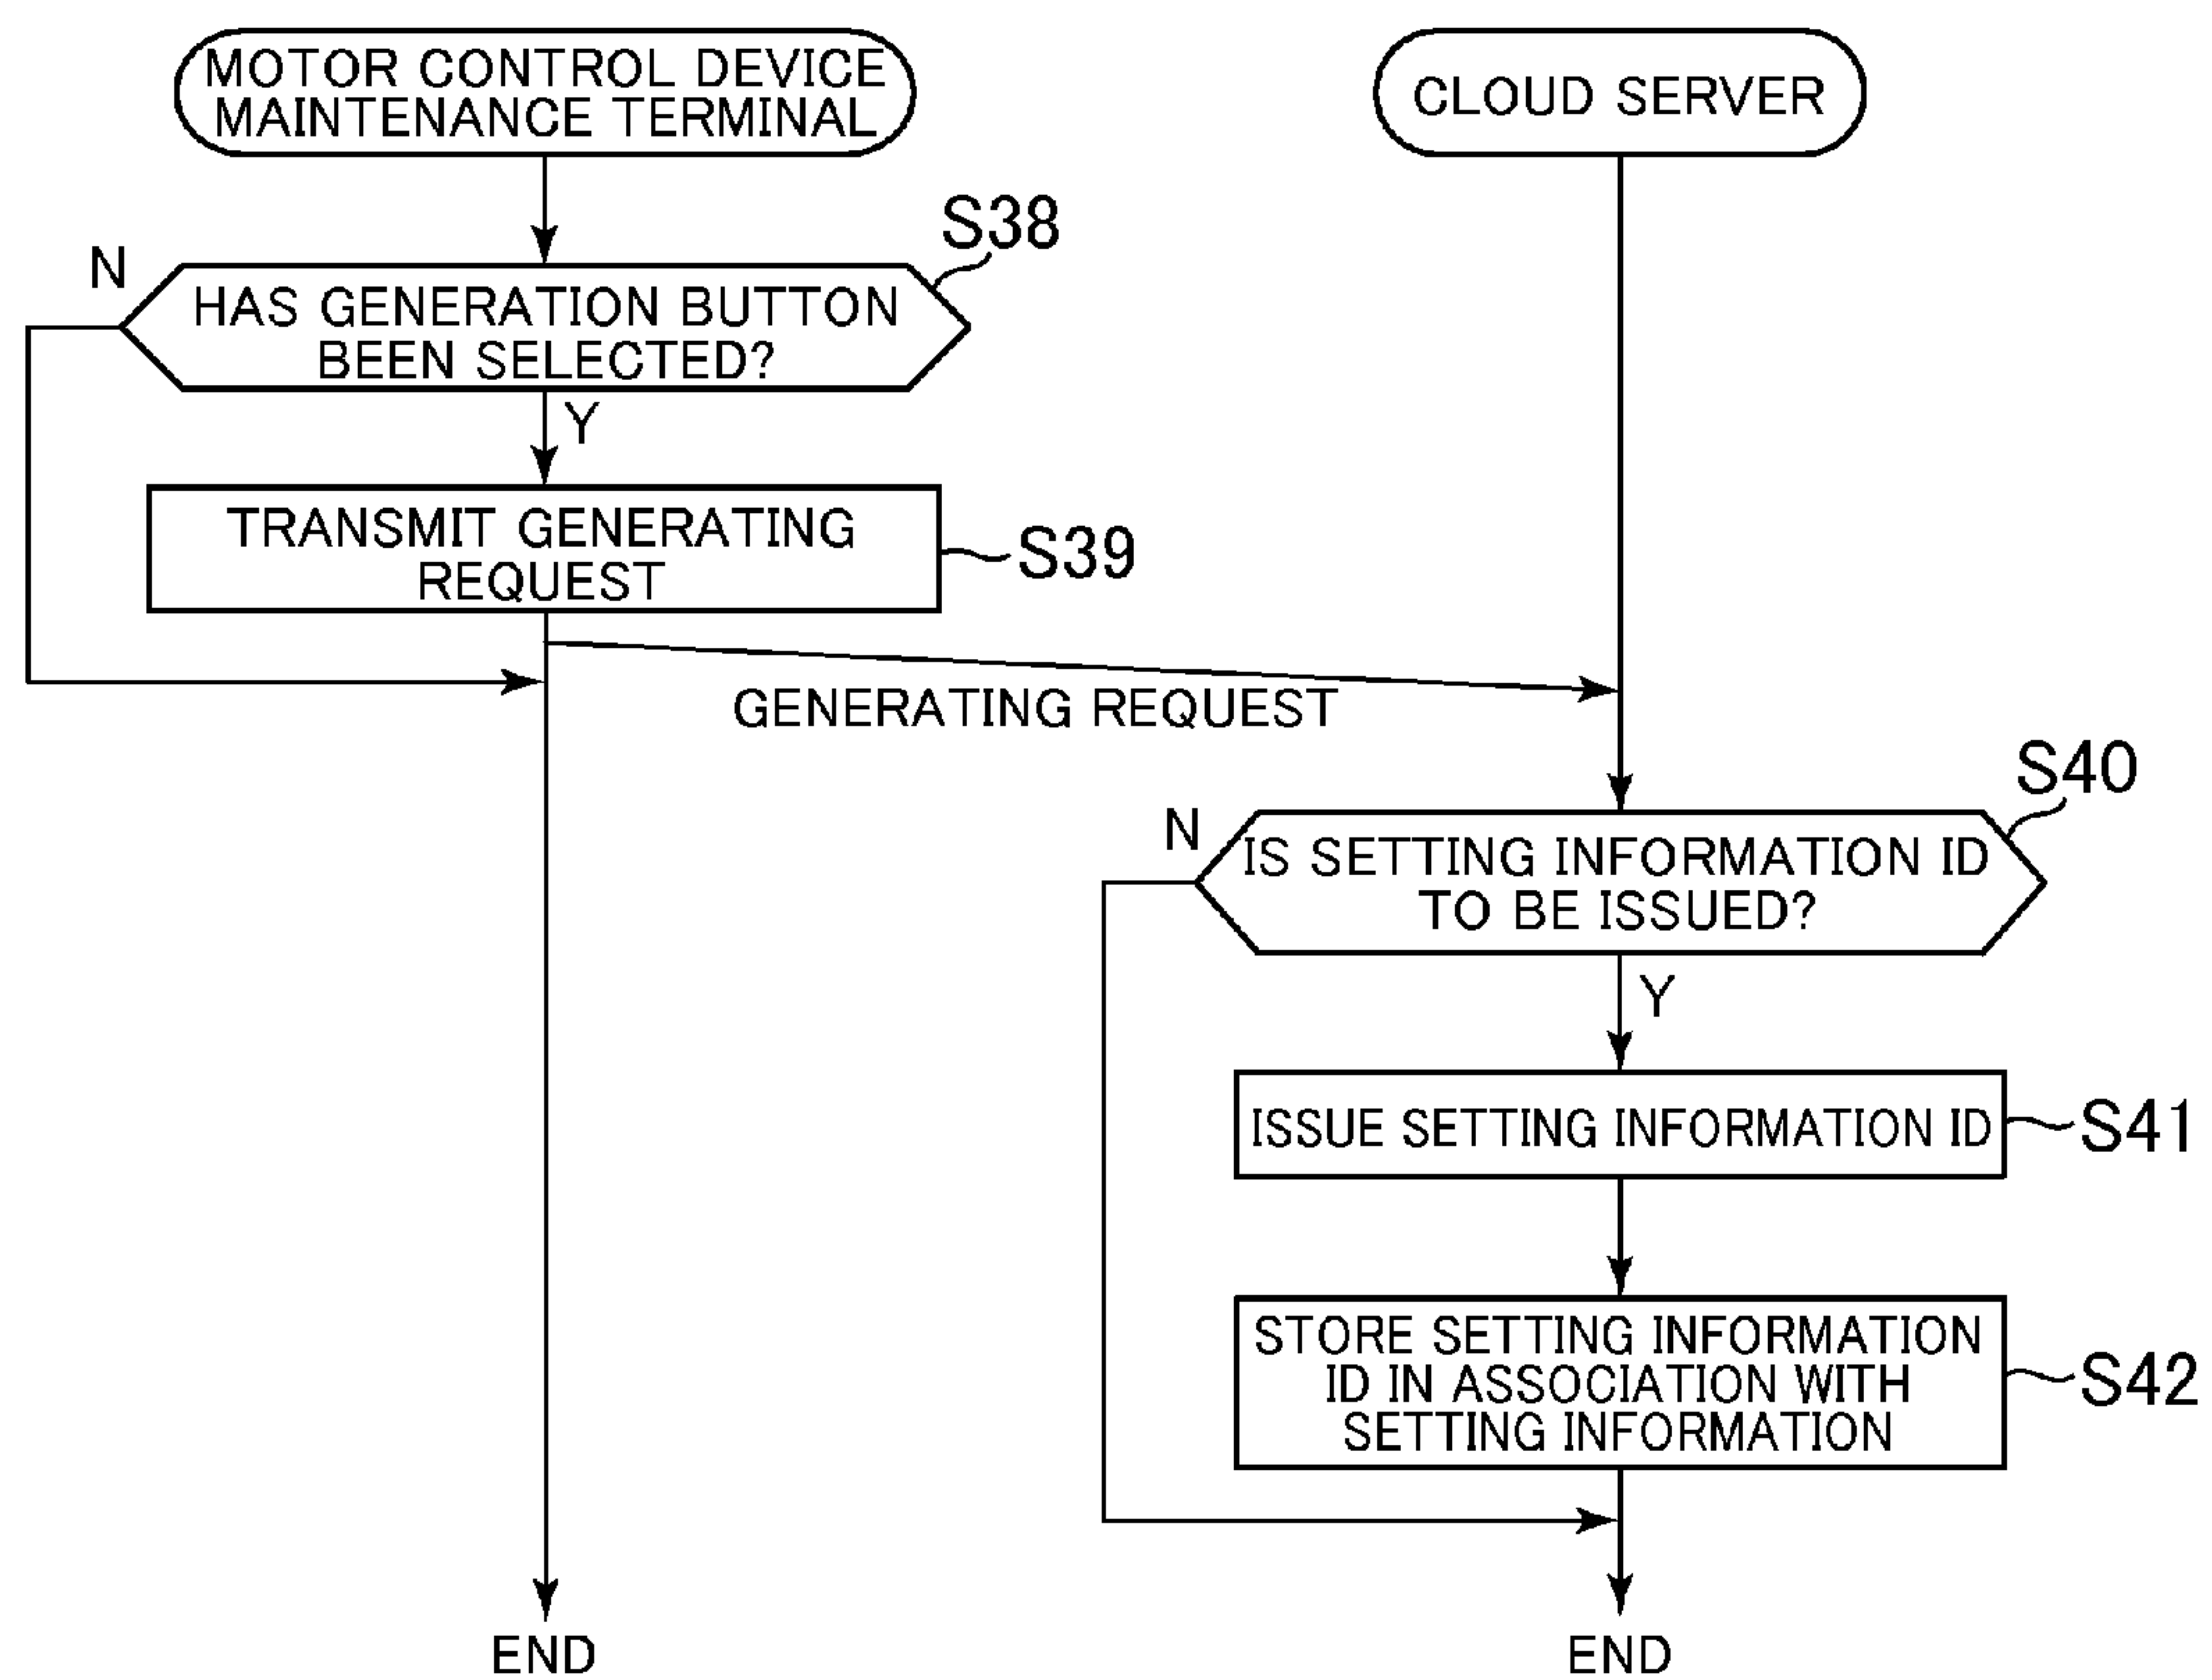 MOTOR CONTROL DEVICE
MAINTENANCE TERMINAL
CLOUD SERVER
S38
N
HAS GENERATION BUTTON
BEEN SELECTED?
Y
TRANSMIT GENERATING
REQUEST
S39
GENERATING REQUEST
S40
N
IS SETTING INFORMATION ID
TO BE ISSUED?
Y
ISSUE SETTING INFORMATION ID
S41
STORE SETTING INFORMATION
ID IN ASSOCIATION WITH
SETTING INFORMATION
S42
END
END